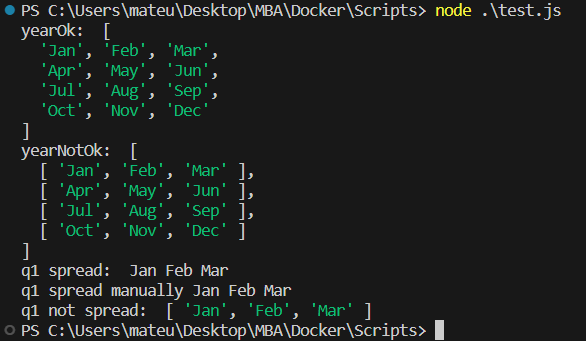 PS C:\Users\mateu\Desktop\MBA\Docker\Scripts> node .\test.js
yearOk:  [
  'Jan', 'Feb', 'Mar',
  'Apr', 'May', 'Jun',
  'Jul', 'Aug', 'Sep',
  'Oct', 'Nov', 'Dec'
]
yearNotOk:  [
  [ 'Jan', 'Feb', 'Mar' ],
  [ 'Apr', 'May', 'Jun' ],
  [ 'Jul', 'Aug', 'Sep' ],
  [ 'Oct', 'Nov', 'Dec' ]
]
q1 spread:  Jan Feb Mar
q1 spread manually Jan Feb Mar
q1 not spread:  [ 'Jan', 'Feb', 'Mar' ]
PS C:\Users\mateu\Desktop\MBA\Docker\Scripts>